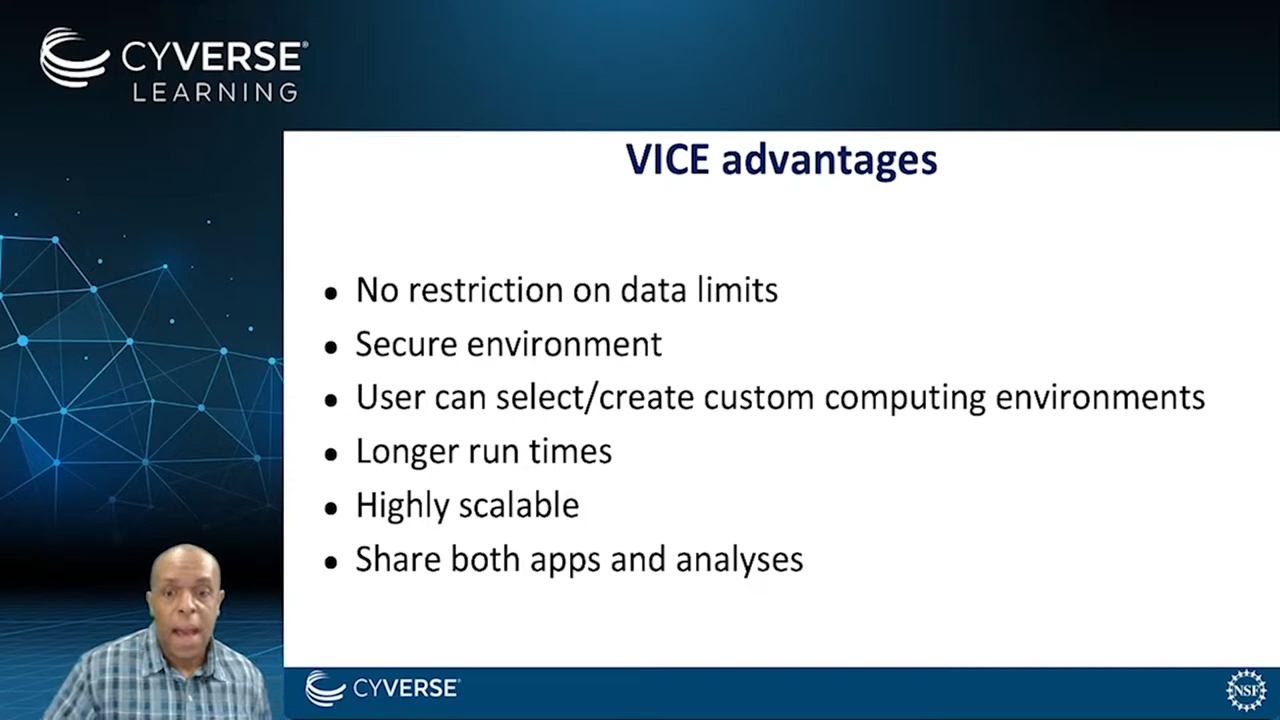 CYVERSE®
LEARNING
VICE advantages
• No restriction on data limits
• Secure environment
• User can select/create custom computing environments
• Longer run times
• Highly scalable
• Share both apps and analyses
CYVERSE®
NSF